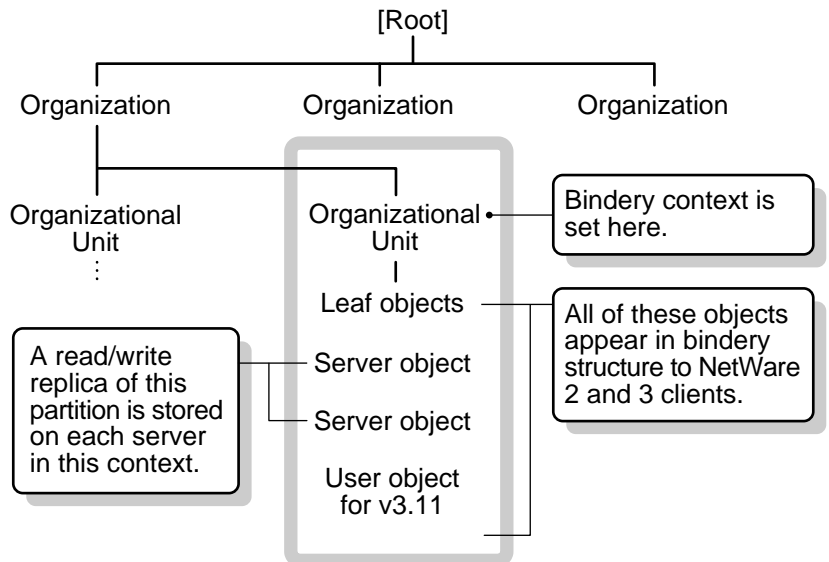 [Root]
Organization
Organization
Organization
Organizational
Unit
Organizational
Unit
Bindery context is
set here.
Leaf objects
Server object
Server object
User object
for v3.11
A read/write
replica of this
partition is stored
on each server
in this context.
All of these objects
appear in bindery
structure to NetWare
2 and 3 clients.